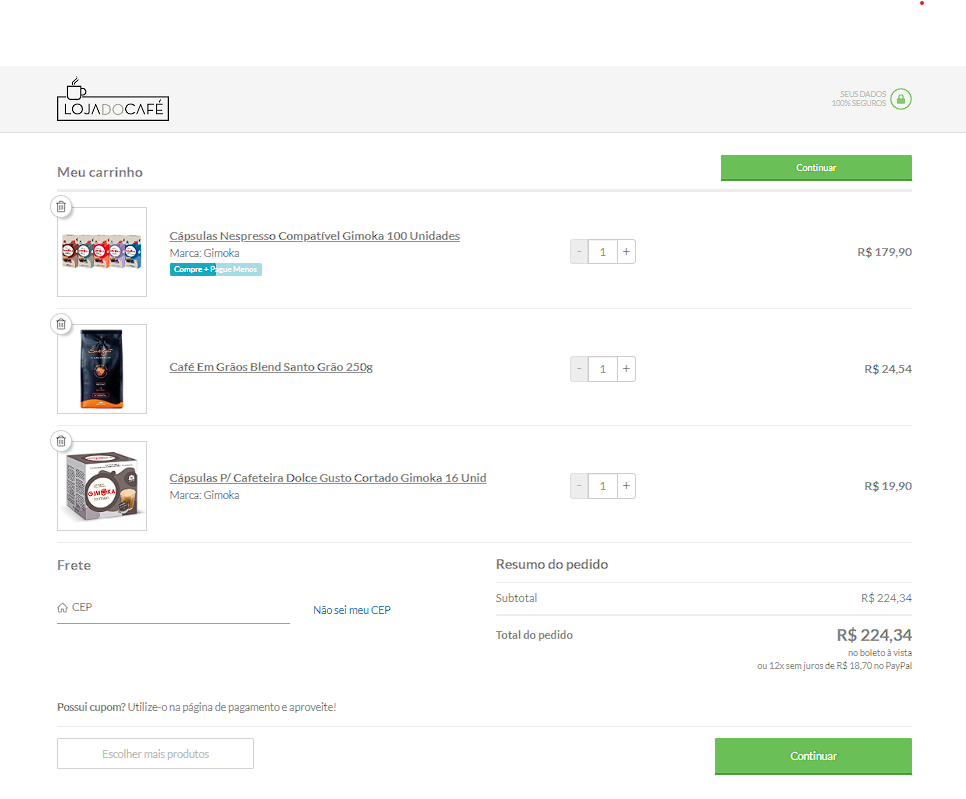 LOJADOCAFÉ
SEUS DADOS
100% SEGUROS
Meu carrinho
Continuar
Cápsulas Nespresso Compatível Gimoka 100 Unidades
Marca: Gimoka
Compre + Pague Menos
- 1 +
R$ 179,90
Café Em Grãos Blend Santo Grão 250g
- 1 +
R$ 24,54
GIMOKA
Cápsulas P/ Cafeteira Dolce Gusto Cortado Gimoka 16 Unid
Marca: Gimoka
- 1 +
R$ 19,90
Frete
CEP
Não sei meu CEP
Resumo do pedido
Subtotal R$ 224,34
Total do pedido R$ 224,34
no boleto à vista
ou 12x sem juros de R$ 18,70 no PayPal
Possui cupom? Utilize-o na página de pagamento e aproveite!
Escolher mais produtos
Continuar